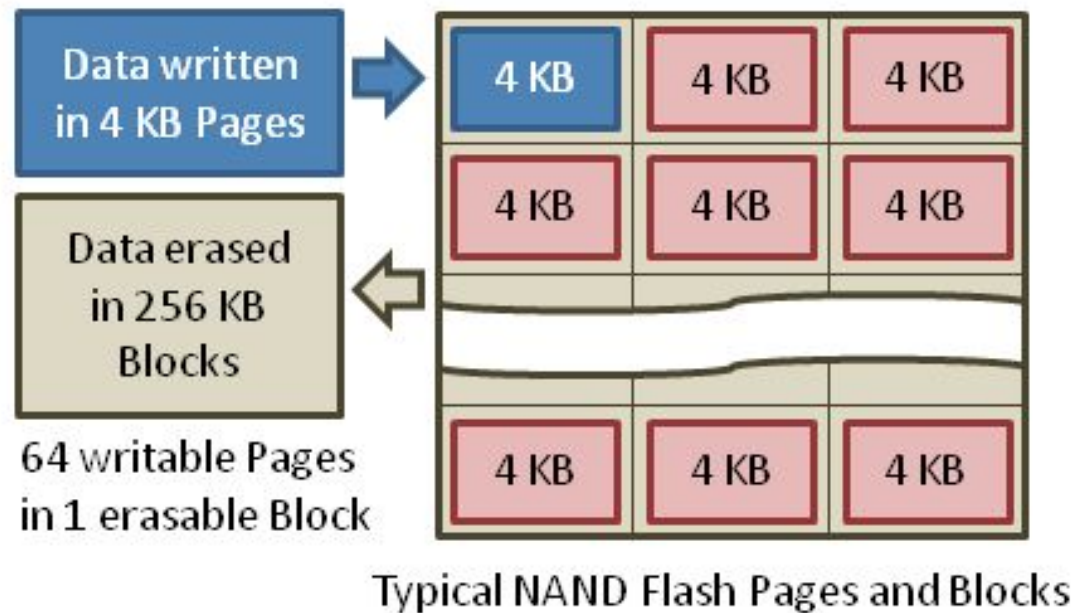 Data written
in 4 KB Pages
4 KB
4 KB
4 KB
4 KB
4 KB
4 KB
Data erased
in 256 KB
Blocks
4 KB
4 KB
4 KB
64 writable Pages
in 1 erasable Block
Typical NAND Flash Pages and Blocks